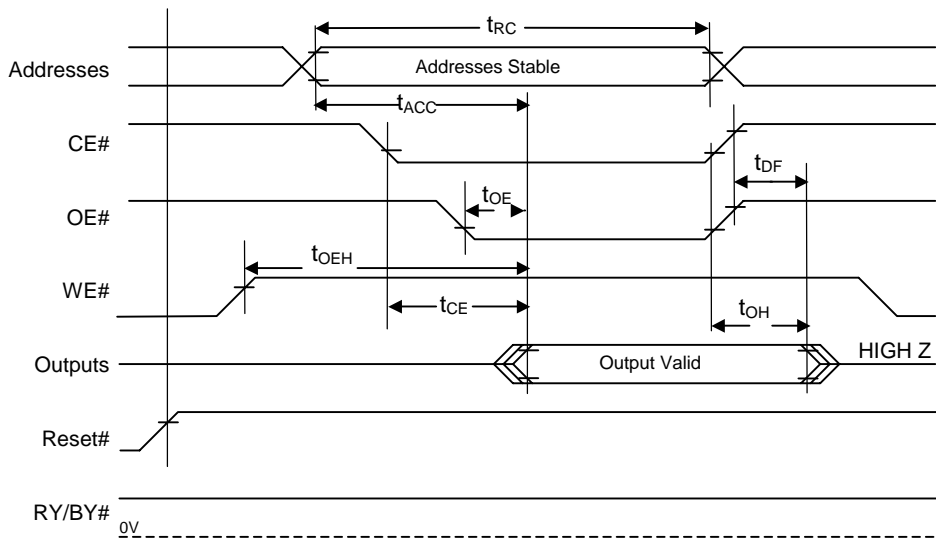 tRC
Addresses
Addresses Stable
tACC
CE#
tDF
OE#
tOE
tOEH
WE#
tCE
tOH
Outputs
Output Valid
HIGH Z
Reset#
RY/BY#
0V